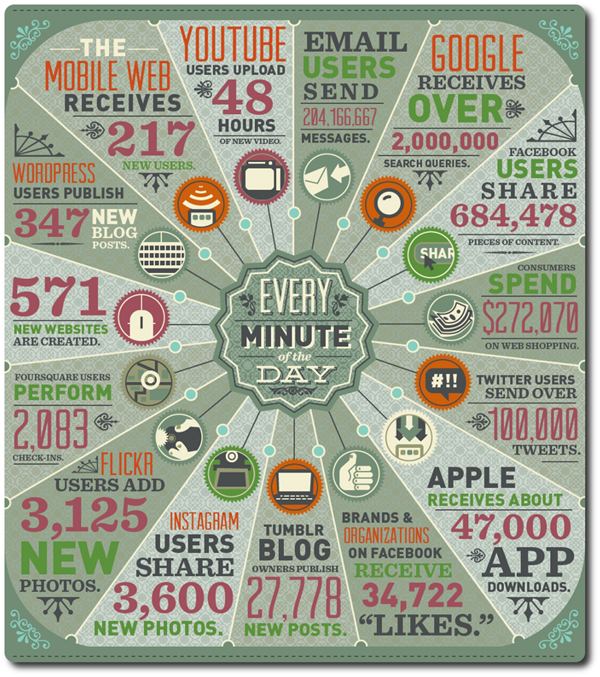 EVERY
MINUTE
of the
DAY
THE
MOBILE WEB
RECEIVES
217
NEW USERS.
YOUTUBE
USERS UPLOAD
48
HOURS
OF NEW VIDEO.
EMAIL
USERS
SEND
204,166,667
MESSAGES.
GOOGLE
RECEIVES
OVER
2,000,000
SEARCH QUERIES.
FACEBOOK
USERS
SHARE
684,478
PIECES OF CONTENT.
SHAR
CONSUMERS
SPEND
$272,070
ON WEB SHOPPING.
#!!
TWITTER USERS
SEND OVER
100,000
TWEETS.
APPLE
RECEIVES ABOUT
47,000
APP
DOWNLOADS.
BRANDS &
ORGANIZATIONS
ON FACEBOOK
RECEIVE
34,722
“LIKES.”
TUMBLR
BLOG
OWNERS PUBLISH
27,778
NEW POSTS.
INSTAGRAM
USERS
SHARE
3,600
NEW PHOTOS.
FLICKR
USERS ADD
3,125
NEW
PHOTOS.
FOURSQUARE USERS
PERFORM
2,083
CHECK-INS.
571
NEW WEBSITES
ARE CREATED.
WORDPRESS
USERS PUBLISH
347 NEW
BLOG
POSTS.